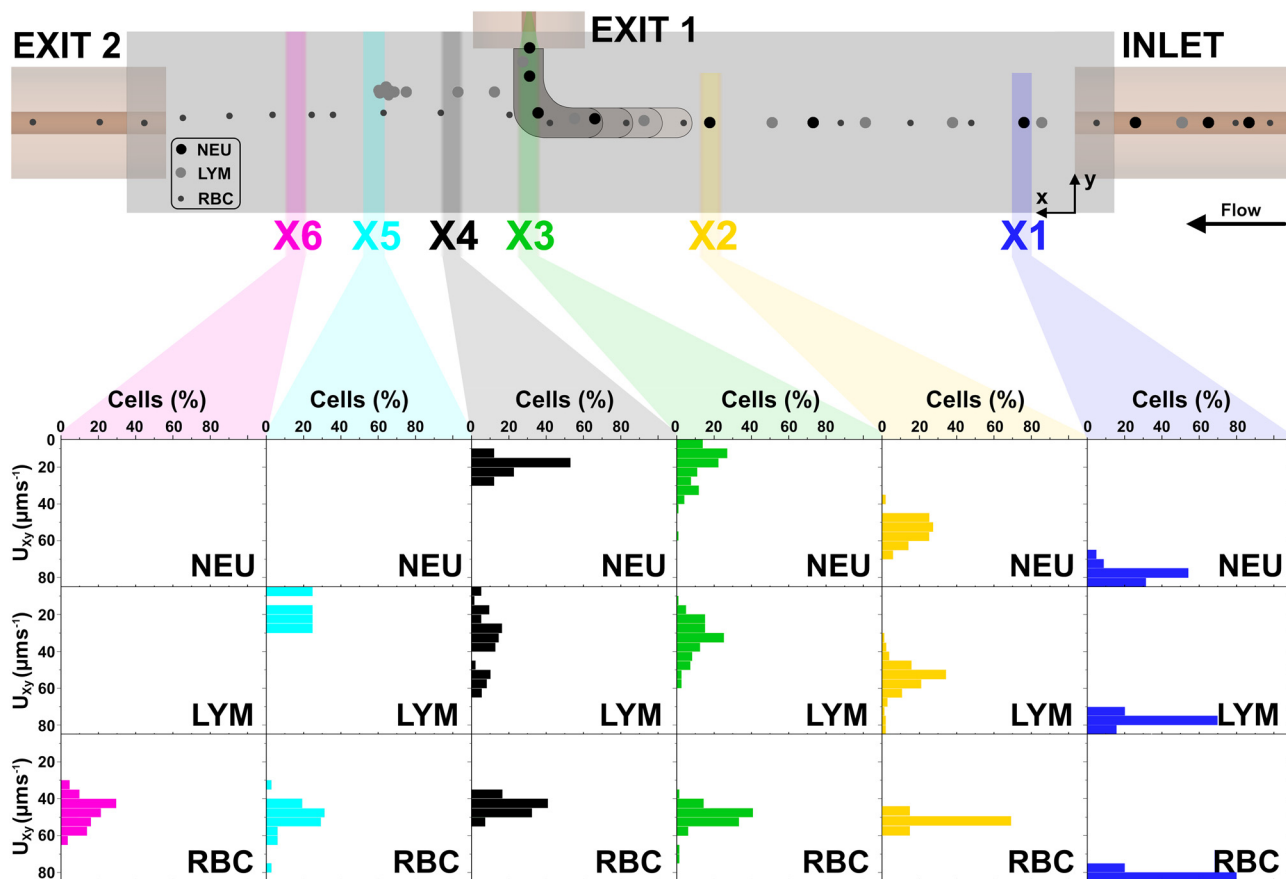 EXIT 2
EXIT 1
INLET
NEU
LYM
RBC
y
x
Flow
X6
X5
X4
X3
X2
X1
Cells (%) Cells (%) Cells (%) Cells (%) Cells (%) Cells (%)
0 20 40 60 80 0 20 40 60 80 0 20 40 60 80 0 20 40 60 80 0 20 40 60 80 0 20 40 60 80
0
20
40
60
80
Uxy (µms⁻¹)
NEU NEU NEU NEU NEU NEU
20
40
60
80
Uxy (µms⁻¹)
LYM LYM LYM LYM LYM LYM
20
40
60
80
Uxy (µms⁻¹)
RBC RBC RBC RBC RBC RBC